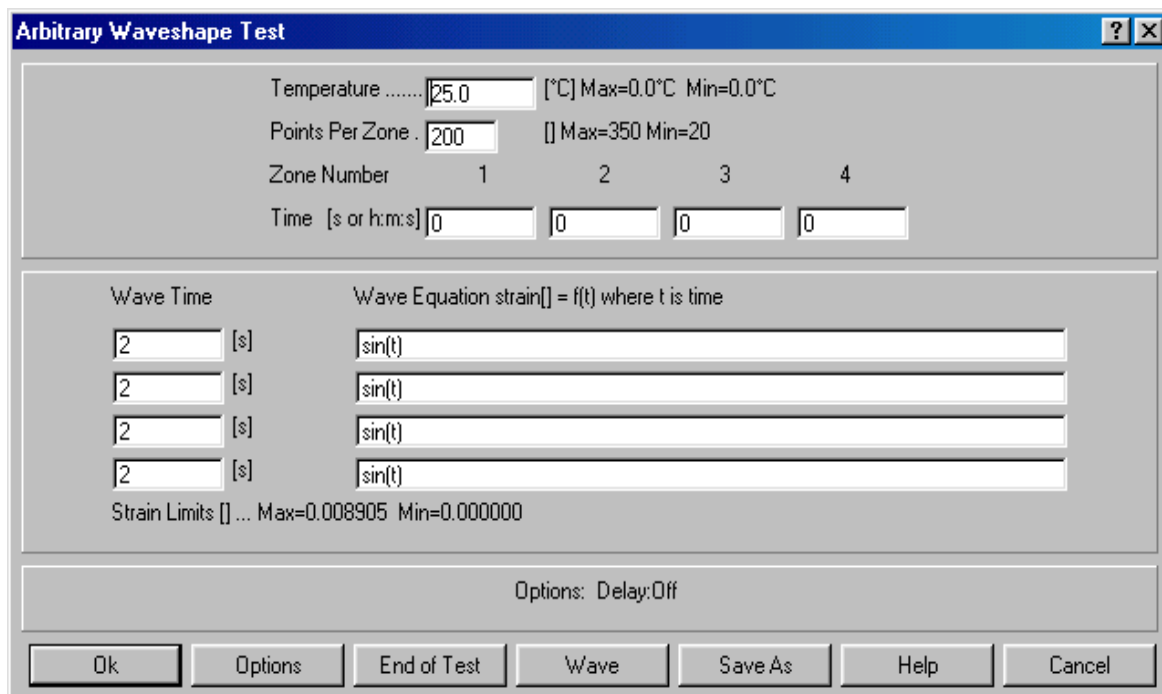 Arbitrary Waveshape Test ? X
Temperature ....... 25.0 [°C] Max=0.0°C Min=0.0°C
Points Per Zone . 200 [] Max=350 Min=20
Zone Number 1 2 3 4
Time [s or h:m:s] 0 0 0 0
Wave Time Wave Equation strain[] = f(t) where t is time
2 [s] sin(t)
2 [s] sin(t)
2 [s] sin(t)
2 [s] sin(t)
Strain Limits [] ... Max=0.008905 Min=0.000000
Options: Delay:Off
Ok Options End of Test Wave Save As Help Cancel